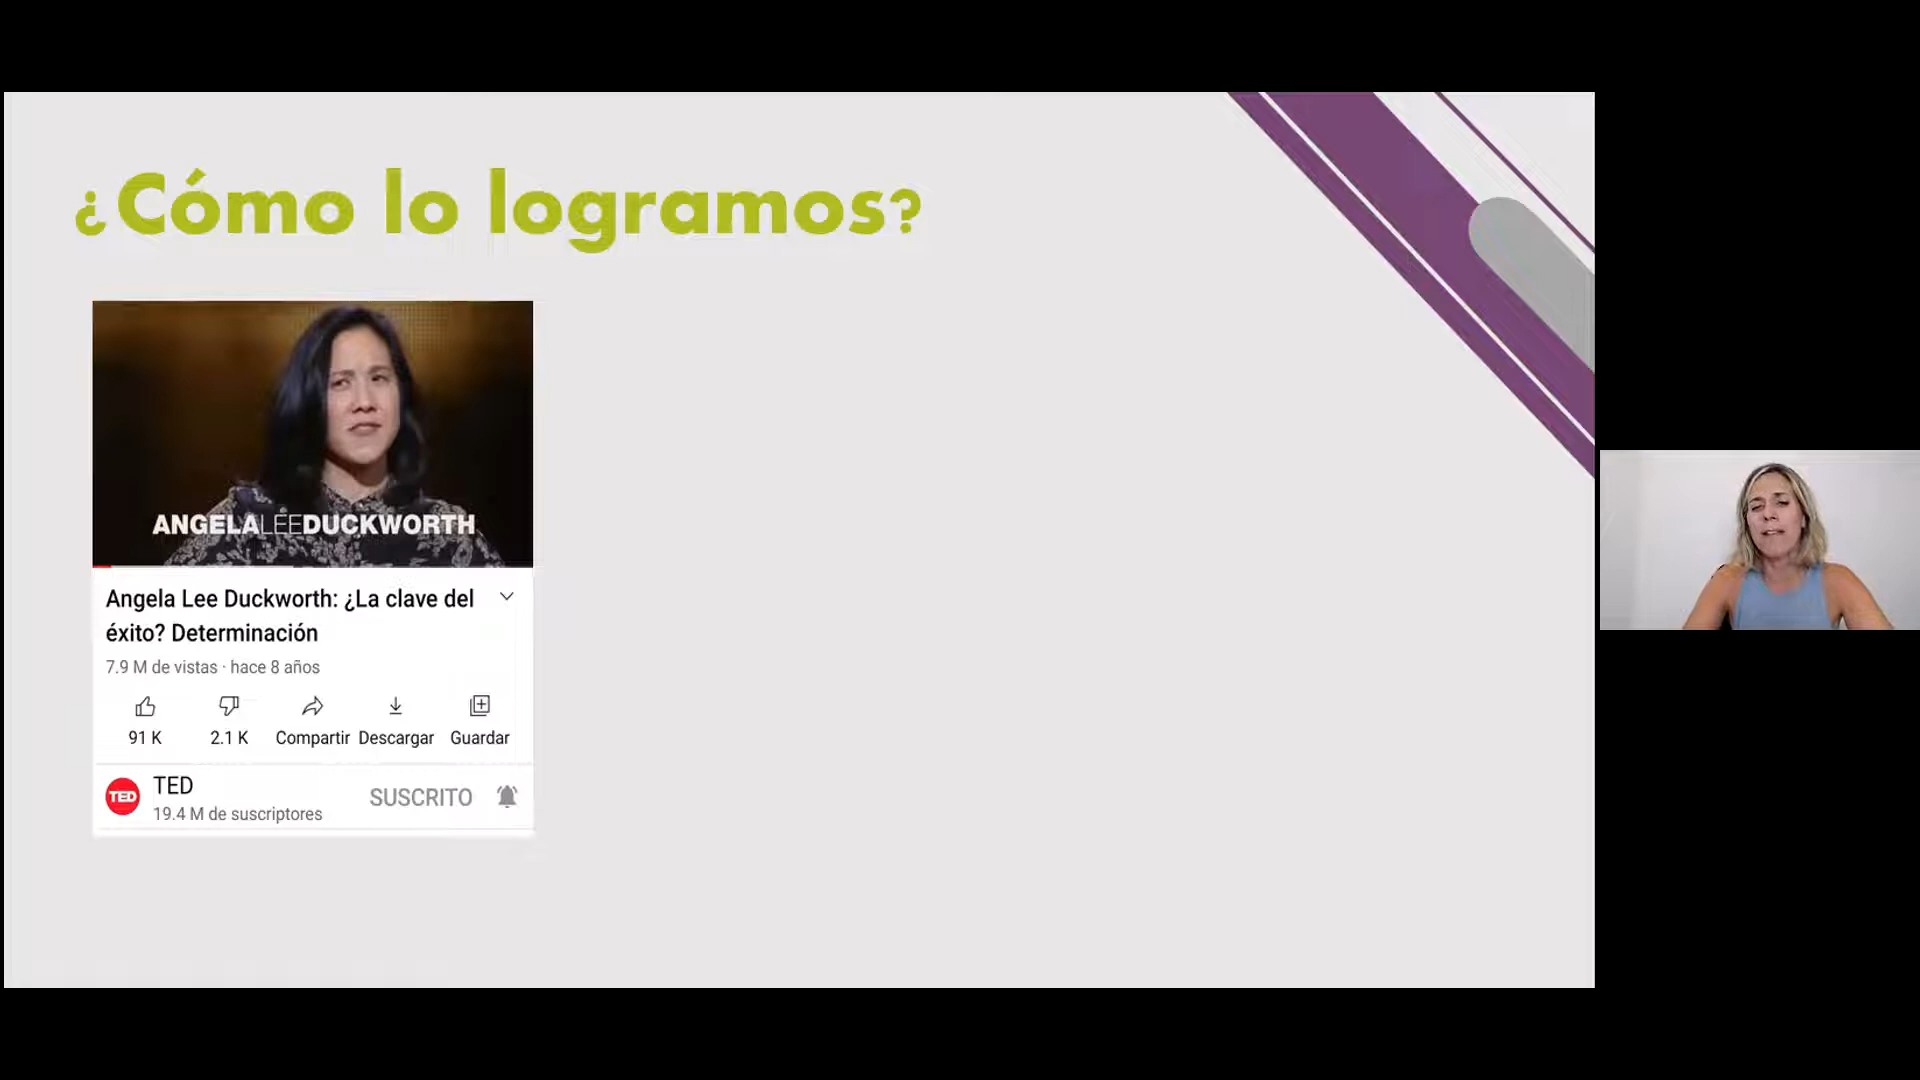 ¿Cómo lo logramos?
ANGELALEEDUCKWORTH
Angela Lee Duckworth: ¿La clave del
éxito? Determinación
7.9 M de vistas · hace 8 años
91 K 2.1 K Compartir Descargar Guardar
TED
TED SUSCRITO
19.4 M de suscriptores